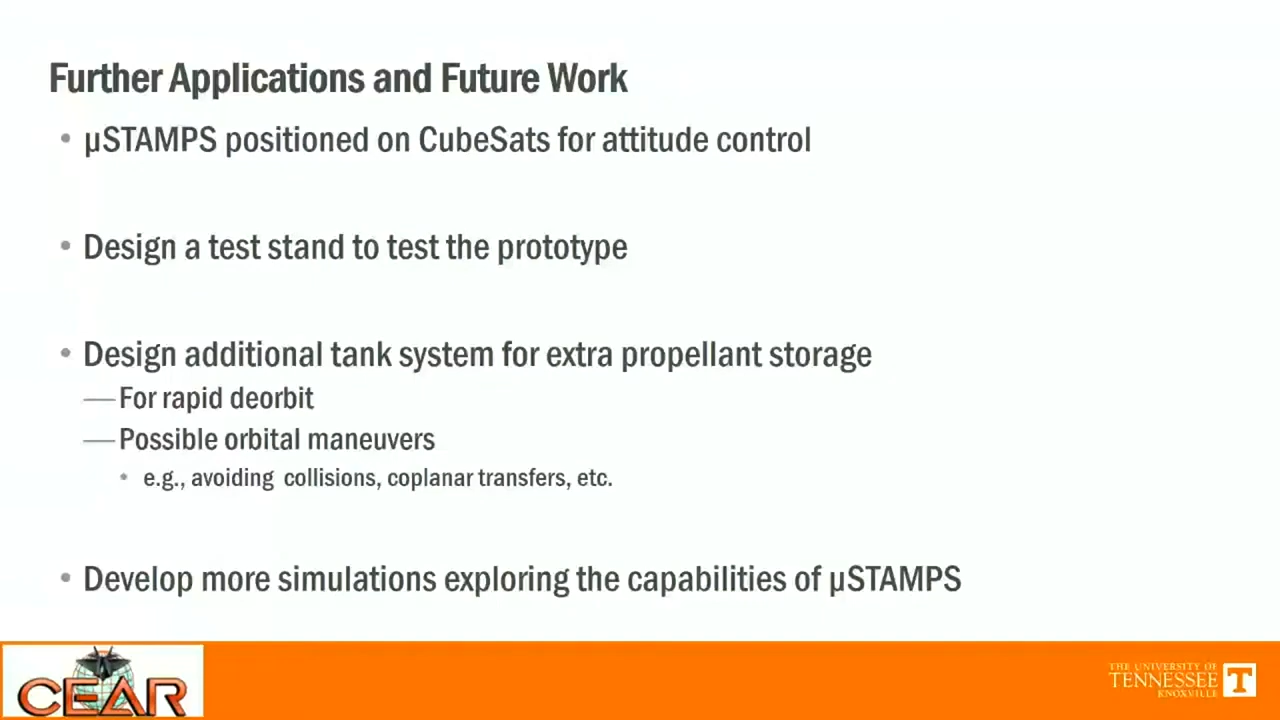 Further Applications and Future Work
• µSTAMPS positioned on CubeSats for attitude control
• Design a test stand to test the prototype
• Design additional tank system for extra propellant storage
— For rapid deorbit
— Possible orbital maneuvers
• e.g., avoiding collisions, coplanar transfers, etc.
• Develop more simulations exploring the capabilities of µSTAMPS
CEAR
THE UNIVERSITY OF
TENNESSEE
KNOXVILLE
T